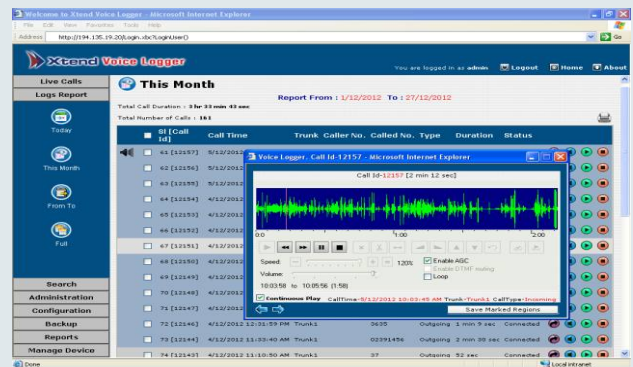 Welcome to Xtend Voice Logger - Microsoft Internet Explorer
File Edit View Favorites Tools Help
Address http://194.135.19.20/Login.xbc?LoginUser() Go
Xtend Voice Logger
You are logged in as admin Logout Home About
Live Calls
Logs Report
Today
This Month
From To
Full
Search
Administration
Configuration
Backup
Reports
Manage Device
This Month
Report From : 1/12/2012 To : 27/12/2012
Total Call Duration : 3 hr 33 min 43 sec
Total Number of Calls : 161
Sl [Call Id] Call Time Trunk Caller No. Called No. Type Duration Status
61 [12157] 5/12/2012
62 [12156] 5/12/2012
63 [12155] 4/12/2012
64 [12154] 4/12/2012
65 [12153] 4/12/2012
66 [12152] 4/12/2012
67 [12151] 4/12/2012
68 [12150] 4/12/2012
69 [12149] 4/12/2012
70 [12148] 4/12/2012
71 [12147] 4/12/2012
72 [12146] 4/12/2012 12:31:59 PM Trunk1 3635 Outgoing 1 min 9 sec Connected
73 [12144] 4/12/2012 11:33:40 AM Trunk1 02391456 Outgoing 2 min 38 sec Connected
74 [12143] 4/12/2012 11:10:50 AM Trunk1 37 Outgoing 52 sec Connected
Voice Logger, Call Id-12157 - Microsoft Internet Explorer
Call Id-12157 [2 min 12 sec]
0:0 1:00 2:00
Speed: 120% Enable AGC
Enable DTMF muting
Volume: Loop
10:03:58 to 10:05:56 (1:58)
Continuous Play CallTime-5/12/2012 10:03:45 AM Trunk-Trunk1 CallType-Incoming
Save Marked Regions
Done Local intranet